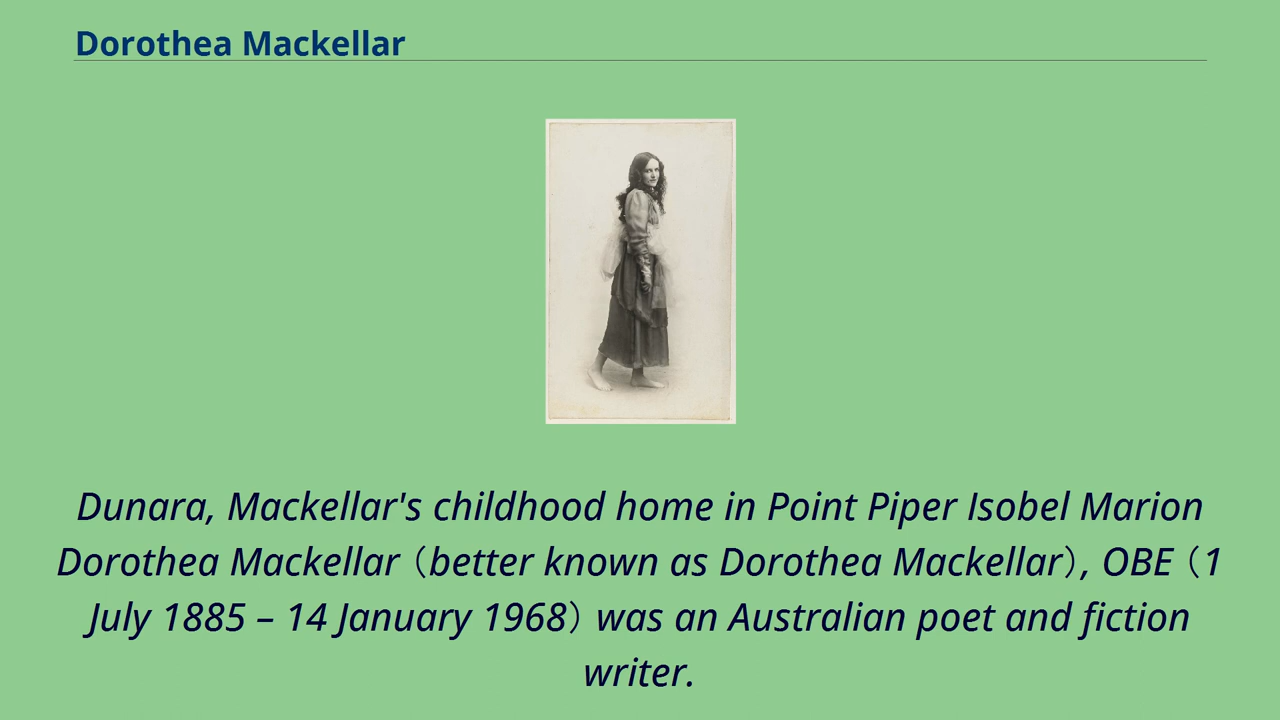 Dorothea Mackellar
Dunara, Mackellar's childhood home in Point Piper Isobel Marion
Dorothea Mackellar（better known as Dorothea Mackellar）, OBE（1
July 1885 – 14 January 1968）was an Australian poet and fiction
writer.